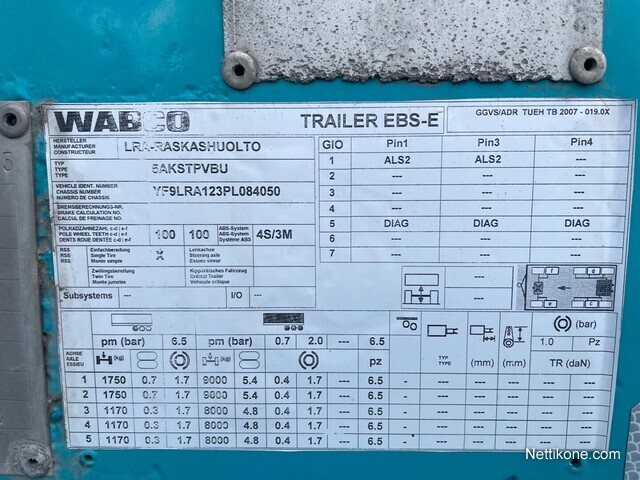 WABCO TRAILER EBS-E GGVS/ADR TUEH TB 2007 - 019.0X
HERSTELLER
MANUFACTURER
CONSTRUCTEUR
LRA-RASKASHUOLTO
TYP
TYPE
TYPE
5AKSTPVBU
VEHICLE IDENT. NR.
CHASSIS NUMBER
NUMERO DE CHASSIS
YF9LRA123PL084050
BREMSBERECHNUNGS-NR.
BRAKE CALCULATION NO.
CALCUL DE FREINAGE NO.
POLRADZÄHNEZAHL c-d | e-f
POLE WHEEL TEETH c-d | e-f
DENTS ROUE DENTÉE c-d | e-f
100 100
ABS-System
ABS-System
Système ABS
4S/3M
RSS Einfachbereifung
RSS Single Tire
RSS Monte simple
X
Lenkachse
Steering axle
Essieu vireur
Zwillingsbereifung
Twin Tire
Monte jumelée
---
Kippkritisches Fahrzeug
Critical Trailer
Véhicule critique
---
Subsystems --- I/O ---
GIO Pin1 Pin3 Pin4
1 ALS2 ALS2 ---
2 --- --- ---
3 --- --- ---
4 --- --- ---
5 DIAG DIAG DIAG
6 --- --- ---
7 --- --- ---
--- ---
f d
e c
pm (bar) 6.5 pm (bar) 0.7 2.0 --- 6.5 (bar)
1.0 Pz
ACHSE
AXLE
ESSIEU
(kg) (kg) pz TYP
TYPE (mm) (mm) TR (daN)
1 1750 0.7 1.7 9000 5.4 0.4 1.7 --- 6.5 - --- --- --- --- ---
2 1750 0.7 1.7 9000 5.4 0.4 1.7 --- 6.5 - --- --- --- --- ---
3 1170 0.3 1.7 8000 4.8 0.4 1.7 --- 6.5 - --- --- --- --- ---
4 1170 0.3 1.7 8000 4.8 0.4 1.7 --- 6.5 - --- --- --- --- ---
5 1170 0.3 1.7 8000 4.8 0.4 1.7 --- 6.5 - --- --- --- --- ---
Nettikone.com